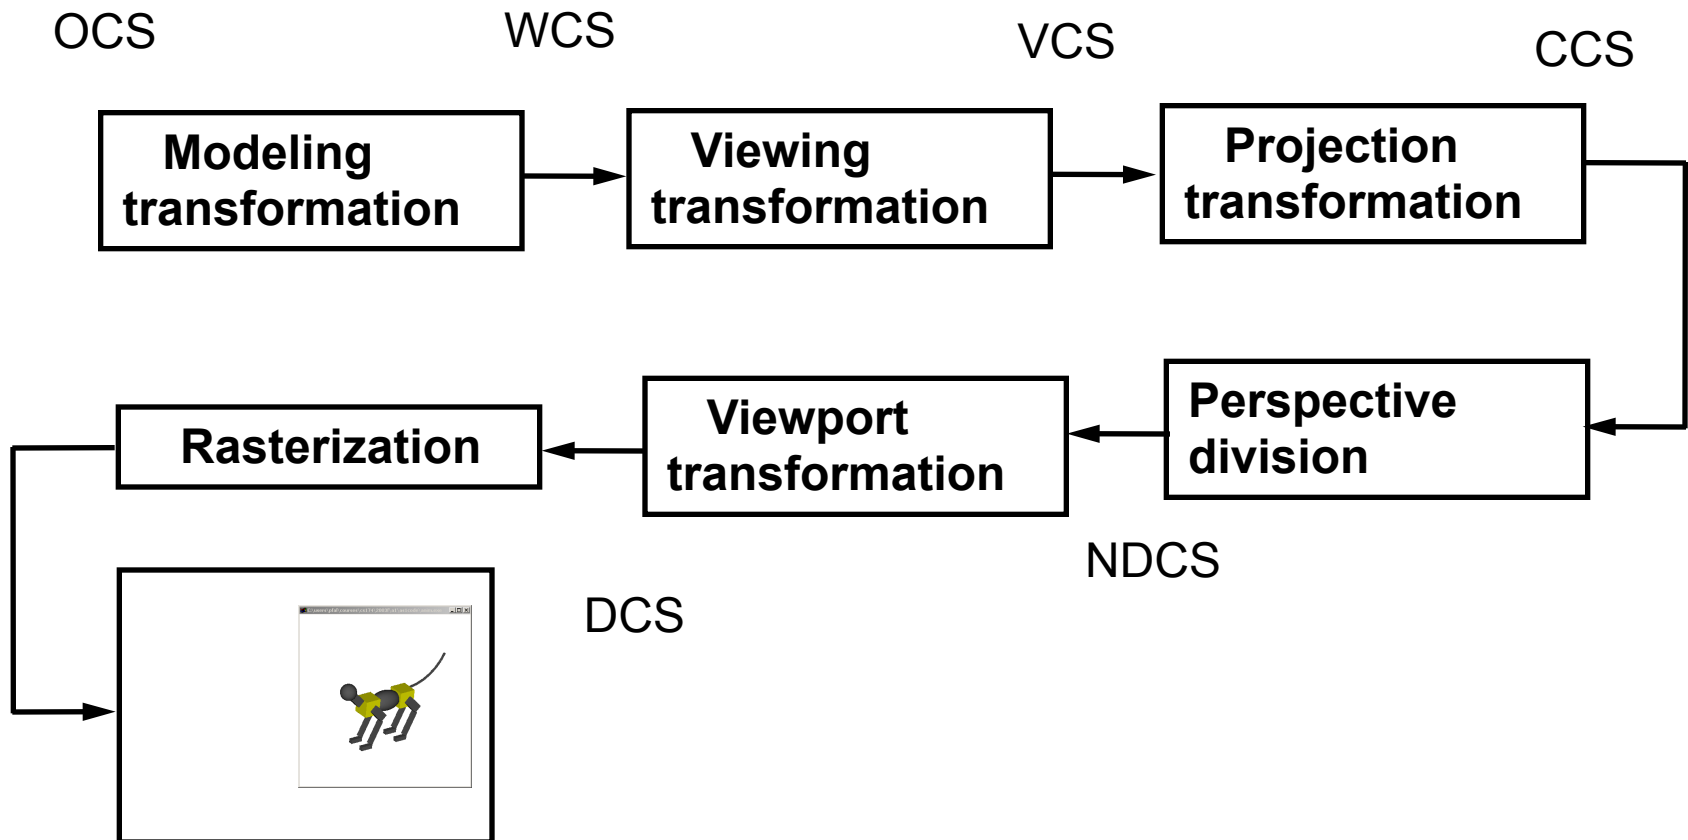 OCS
WCS
VCS
CCS
Modeling
transformation
Viewing
transformation
Projection
transformation
Perspective
division
Viewport
transformation
Rasterization
NDCS
DCS